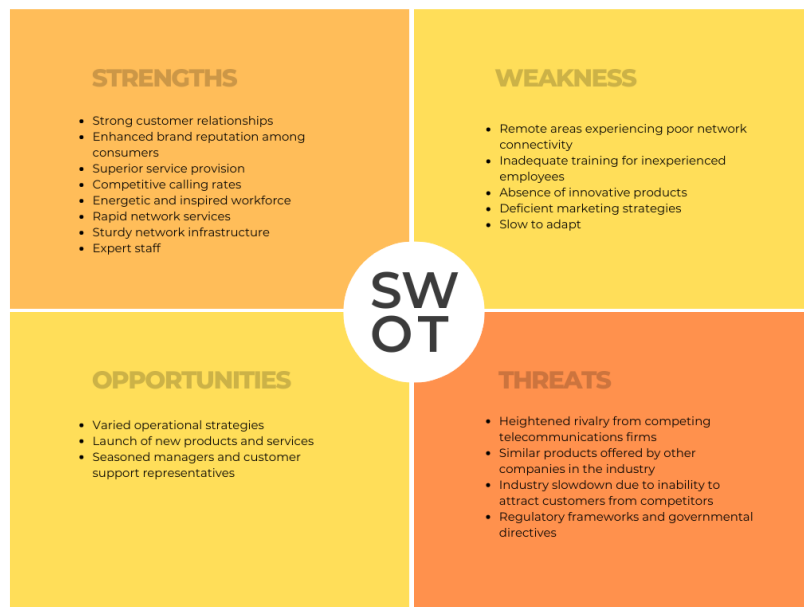 STRENGTHS
• Strong customer relationships
• Enhanced brand reputation among
consumers
• Superior service provision
• Competitive calling rates
• Energetic and inspired workforce
• Rapid network services
• Sturdy network infrastructure
• Expert staff
WEAKNESS
• Remote areas experiencing poor network
connectivity
• Inadequate training for inexperienced
employees
• Absence of innovative products
• Deficient marketing strategies
• Slow to adapt
SW
OT
OPPORTUNITIES
• Varied operational strategies
• Launch of new products and services
• Seasoned managers and customer
support representatives
THREATS
• Heightened rivalry from competing
telecommunications firms
• Similar products offered by other
companies in the industry
• Industry slowdown due to inability to
attract customers from competitors
• Regulatory frameworks and governmental
directives